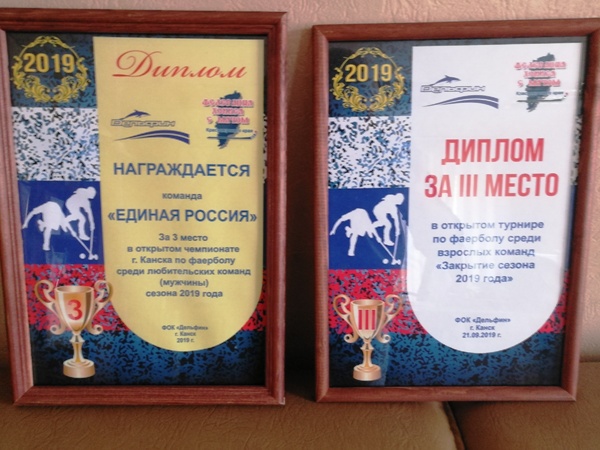 2019
Диплом
НАГРАЖДАЕТСЯ
команда
«ЕДИНАЯ РОССИЯ»
За 3 место
в открытом чемпионате
г. Канска по фаерболу
среди любительских команд
(мужчины)
сезона 2019 года
3
ФОК «Дельфин»
г. Канск
2019 г.
2019
ДИПЛОМ
ЗА III МЕСТО
в открытом турнире
по фаерболу среди
взрослых команд
«Закрытие сезона
2019 года»
III
ФОК «Дельфин»
г. Канск
21.09.2019 г.